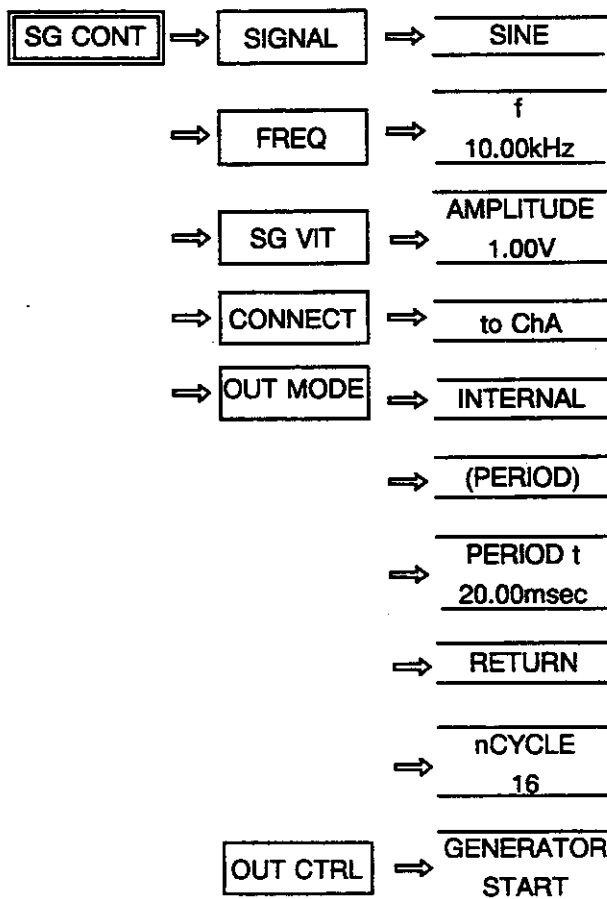 SG CONT ⇒ SIGNAL ⇒ SINE
⇒ FREQ ⇒ f
10.00kHz
⇒ SG VIT ⇒ AMPLITUDE
1.00V
⇒ CONNECT ⇒ to ChA
⇒ OUT MODE ⇒ INTERNAL
⇒ (PERIOD)
⇒ PERIOD t
20.00msec
⇒ RETURN
⇒ nCYCLE
16
OUT CTRL ⇒ GENERATOR
START